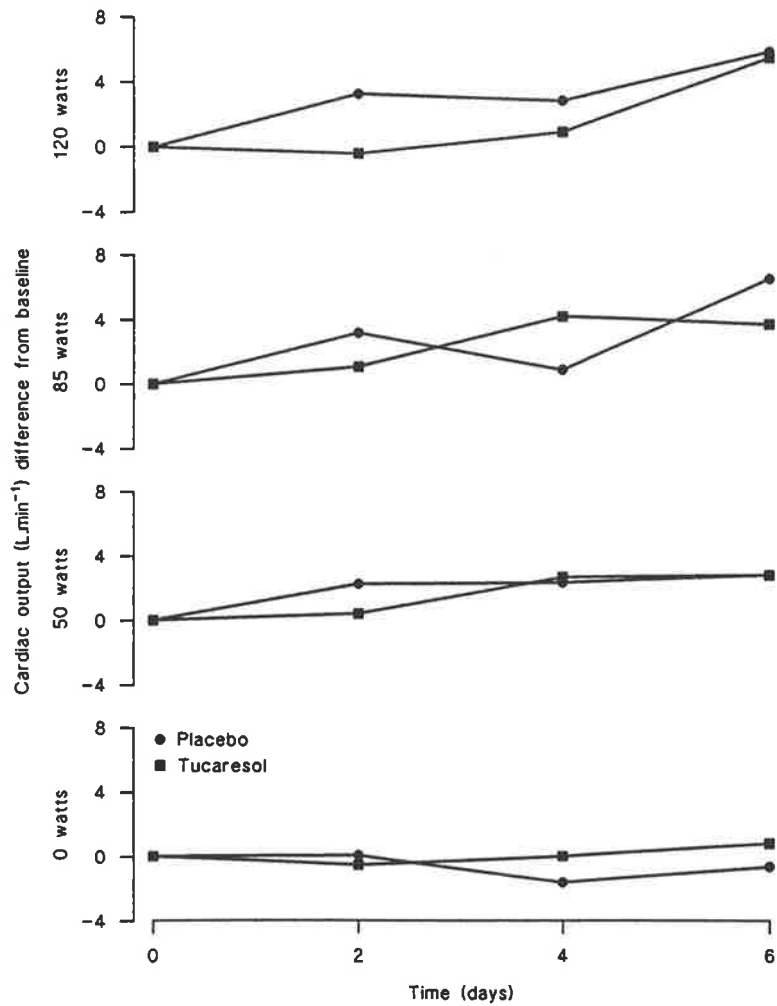 Cardiac output (L.min⁻¹) difference from baseline
120 watts
8
4
0
-4
85 watts
8
4
0
-4
50 watts
8
4
0
-4
0 watts
8
4
0
-4
Placebo
Tucaresol
0 2 4 6
Time (days)